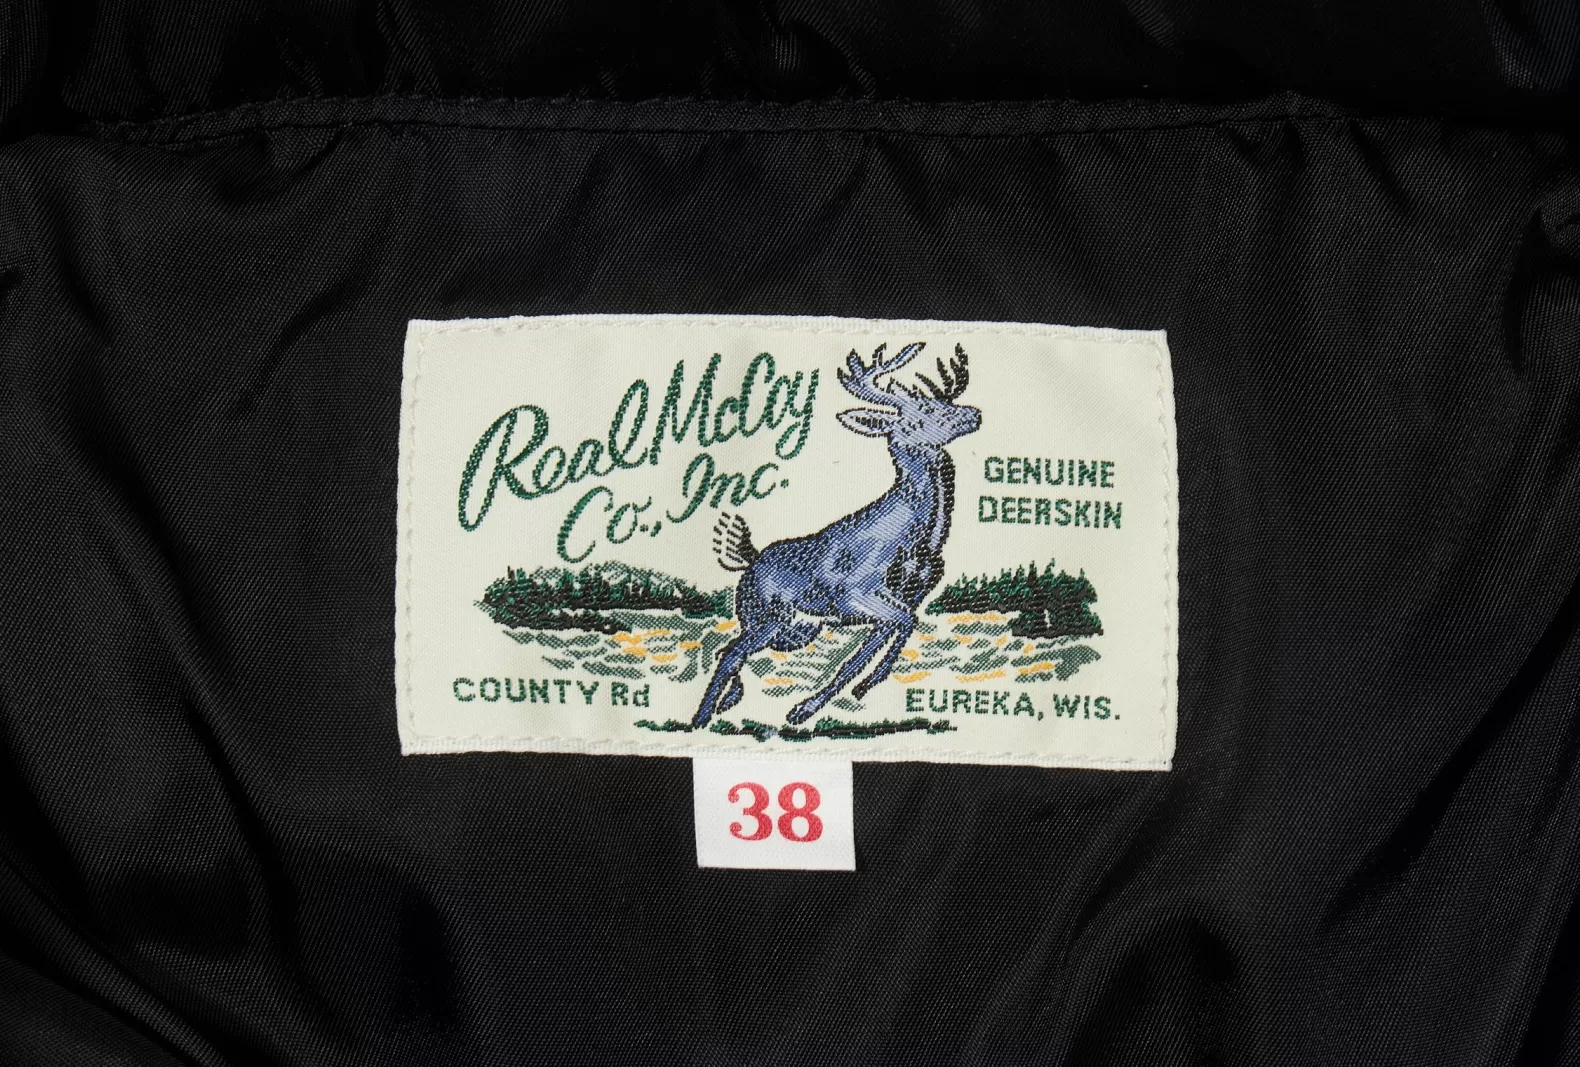 Real McCoy
Co., Inc.
GENUINE
DEERSKIN
COUNTY Rd
EUREKA, WIS.
38